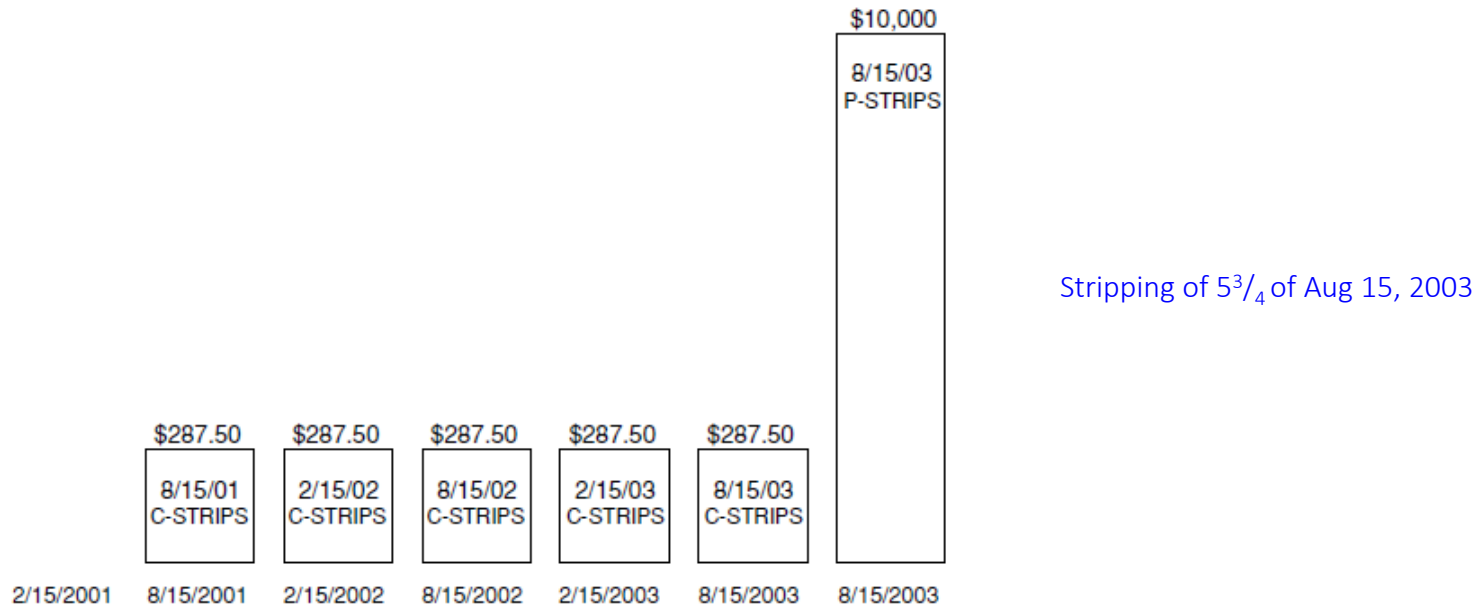 $10,000
8/15/03
P-STRIPS
Stripping of 5³/₄ of Aug 15, 2003
$287.50 $287.50 $287.50 $287.50 $287.50
8/15/01 2/15/02 8/15/02 2/15/03 8/15/03
C-STRIPS C-STRIPS C-STRIPS C-STRIPS C-STRIPS
2/15/2001 8/15/2001 2/15/2002 8/15/2002 2/15/2003 8/15/2003 8/15/2003